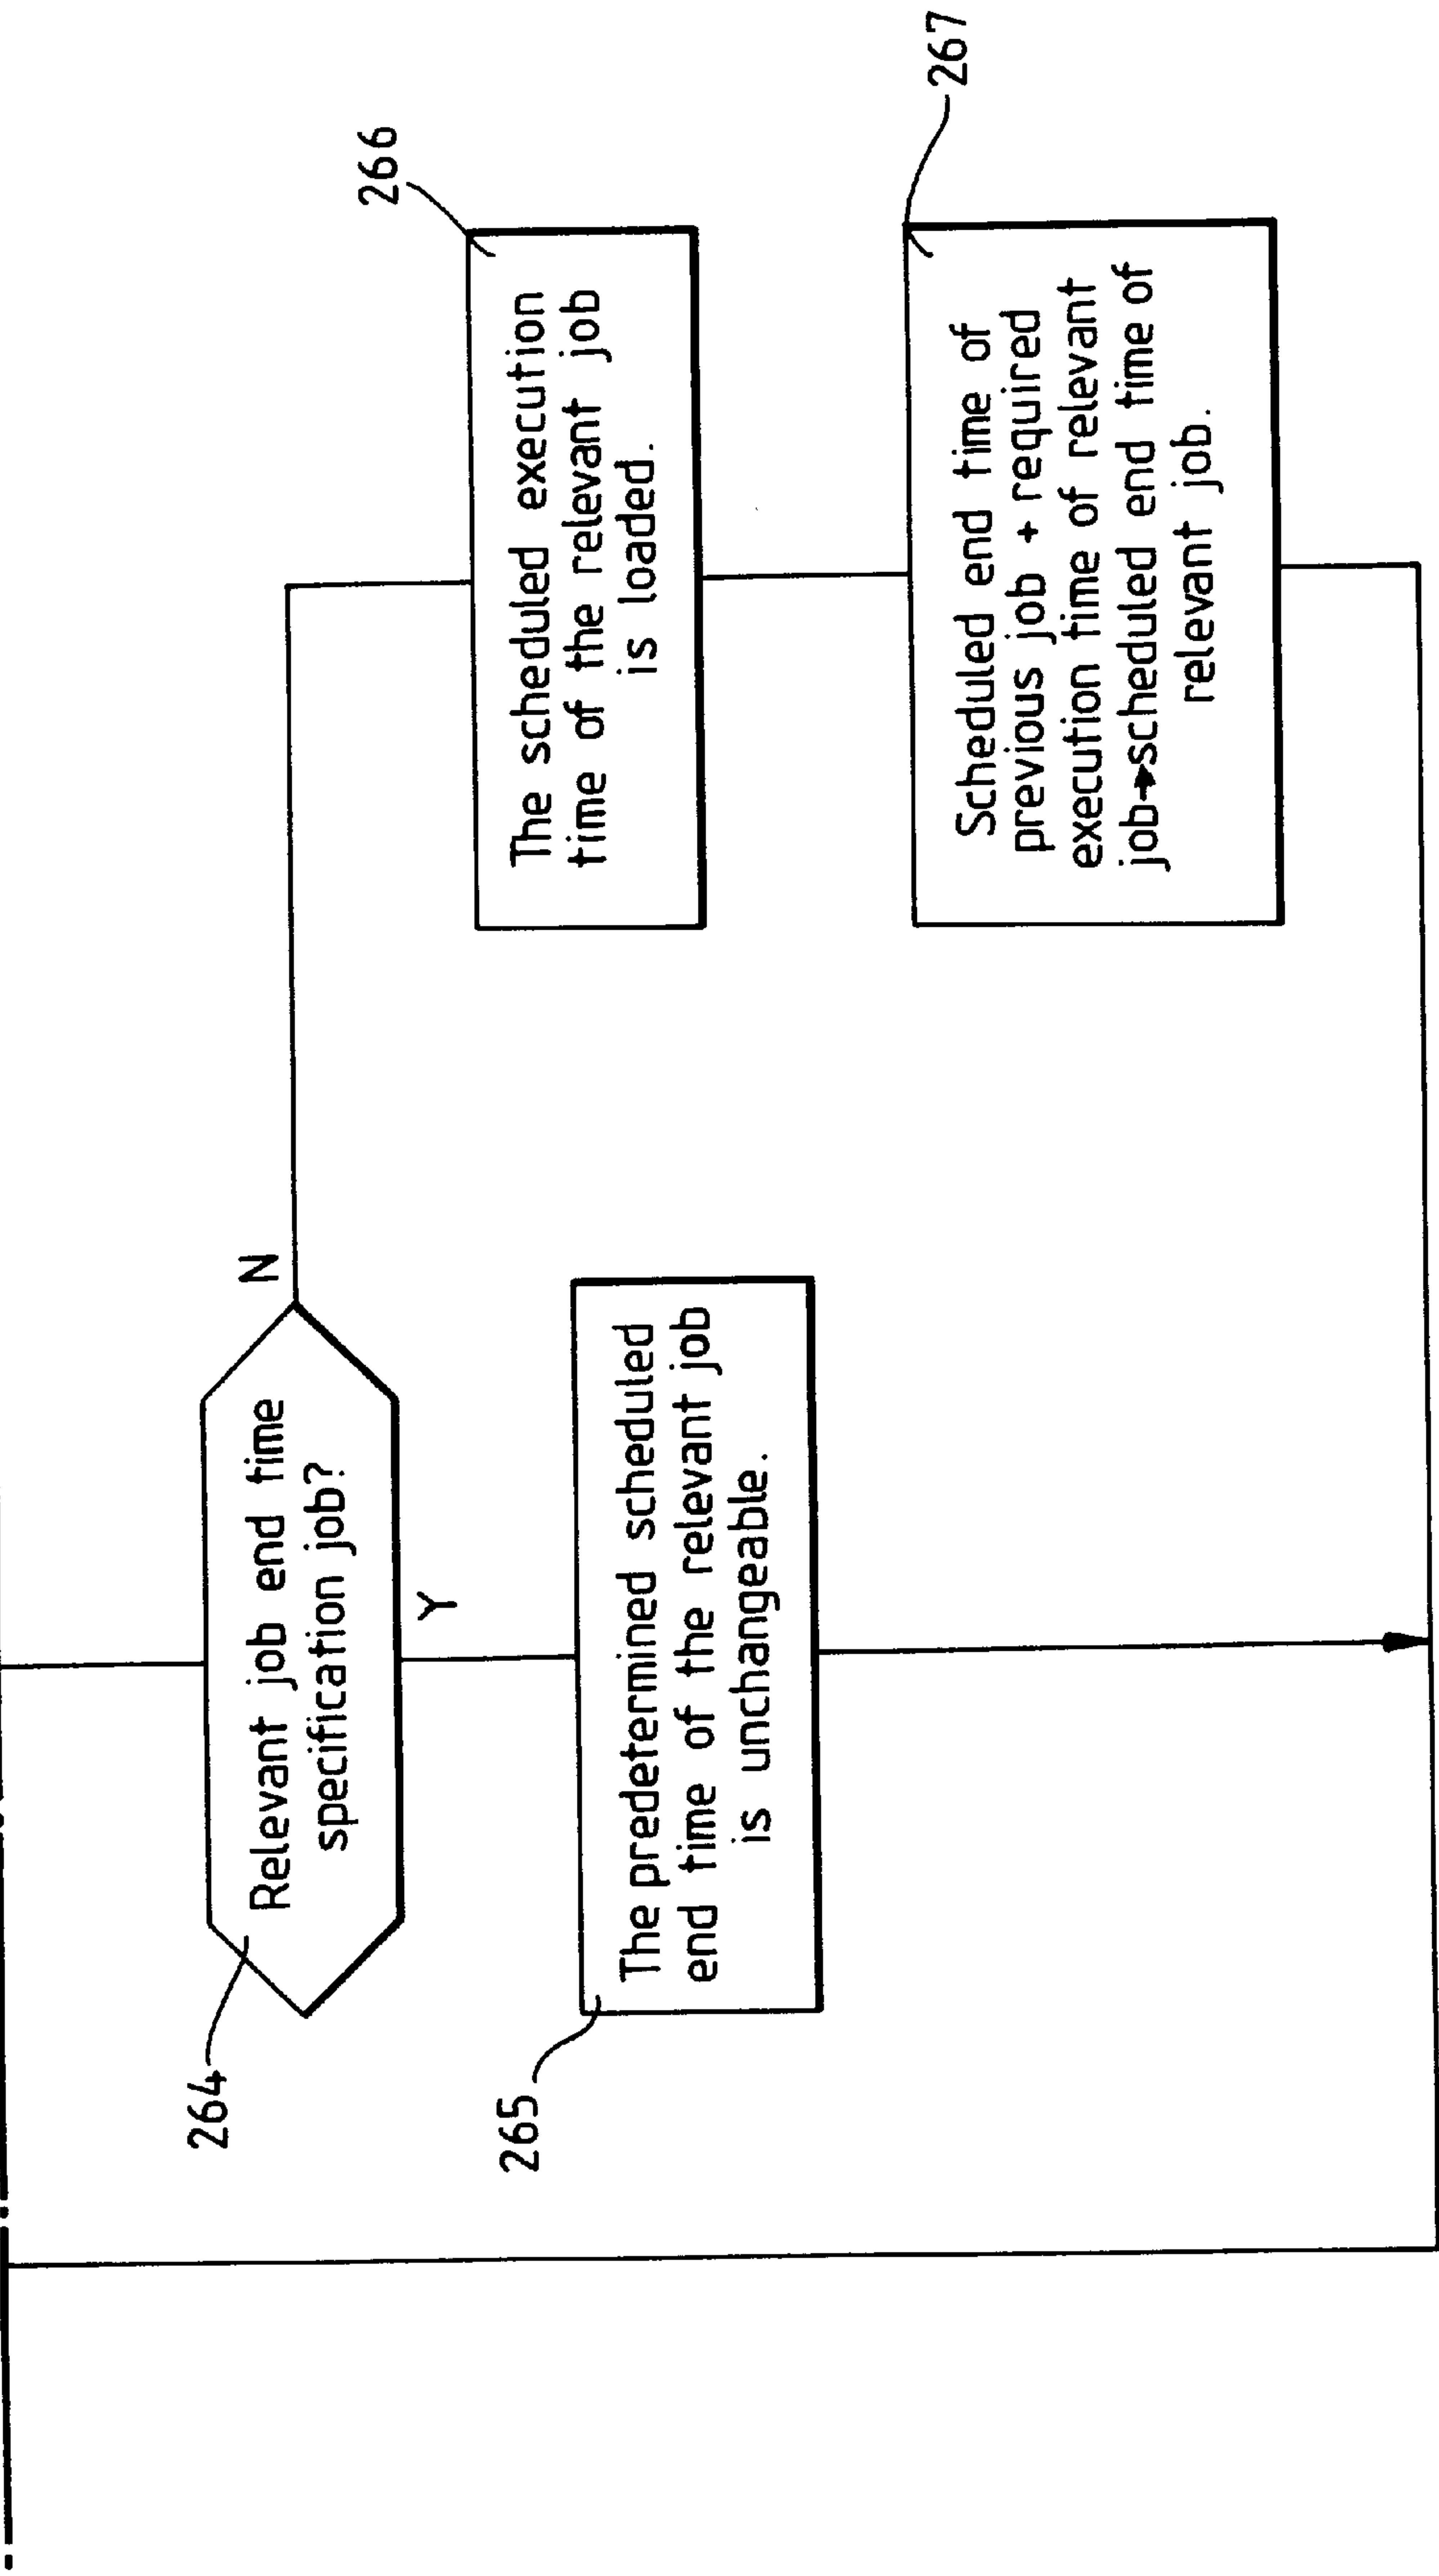 264
Relevant job end time
specification job?
N
Y
265
The predetermined scheduled
end time of the relevant job
is unchangeable.
266
The scheduled execution
time of the relevant job
is loaded.
267
Scheduled end time of
previous job + required
execution time of relevant
job→scheduled end time of
relevant job.